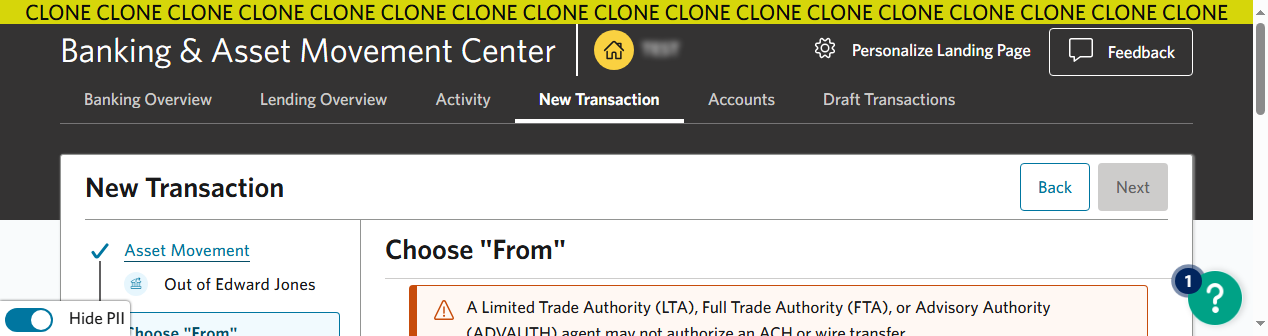 CLONE CLONE CLONE CLONE CLONE CLONE CLONE CLONE CLONE CLONE CLONE CLONE CLONE CLONE CLONE CLONE CLONE
Banking & Asset Movement Center
Personalize Landing Page
Feedback
Banking Overview Lending Overview Activity New Transaction Accounts Draft Transactions
New Transaction
Back Next
Asset Movement
Out of Edward Jones
Choose "From"
Choose "From"
A Limited Trade Authority (LTA), Full Trade Authority (FTA), or Advisory Authority
(ADVAUTH) agent may not authorize an ACH or wire transfer.
Hide PII
1
?